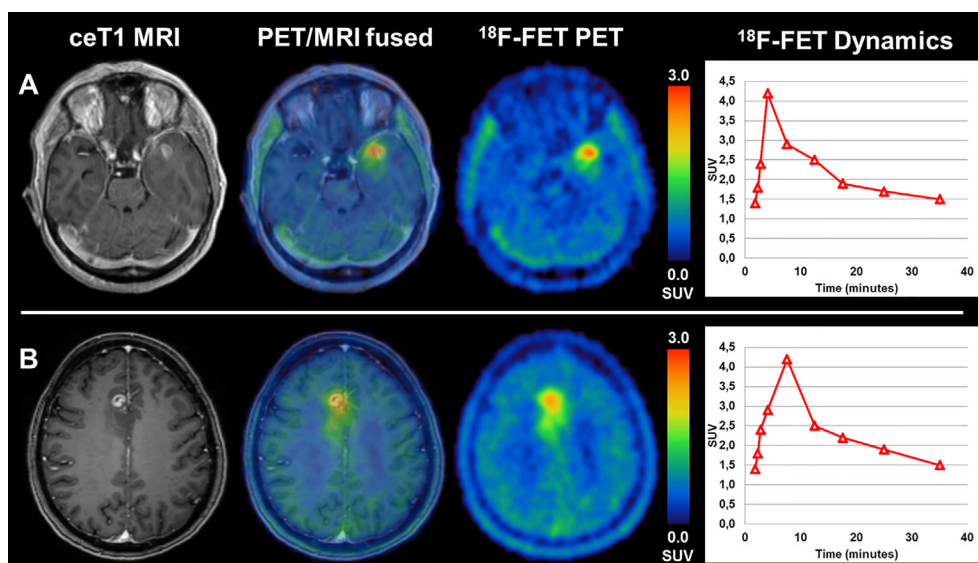 ceT1 MRI PET/MRI fused ¹⁸F-FET PET ¹⁸F-FET Dynamics
A
3.0
0.0
SUV
4,5
4,0
3,5
3,0
2,5
2,0
1,5
1,0
0,5
0,0
SUV
0 10 20 30 40
Time (minutes)
B
3.0
0.0
SUV
4,5
4,0
3,5
3,0
2,5
2,0
1,5
1,0
0,5
0,0
SUV
0 10 20 30 40
Time (minutes)